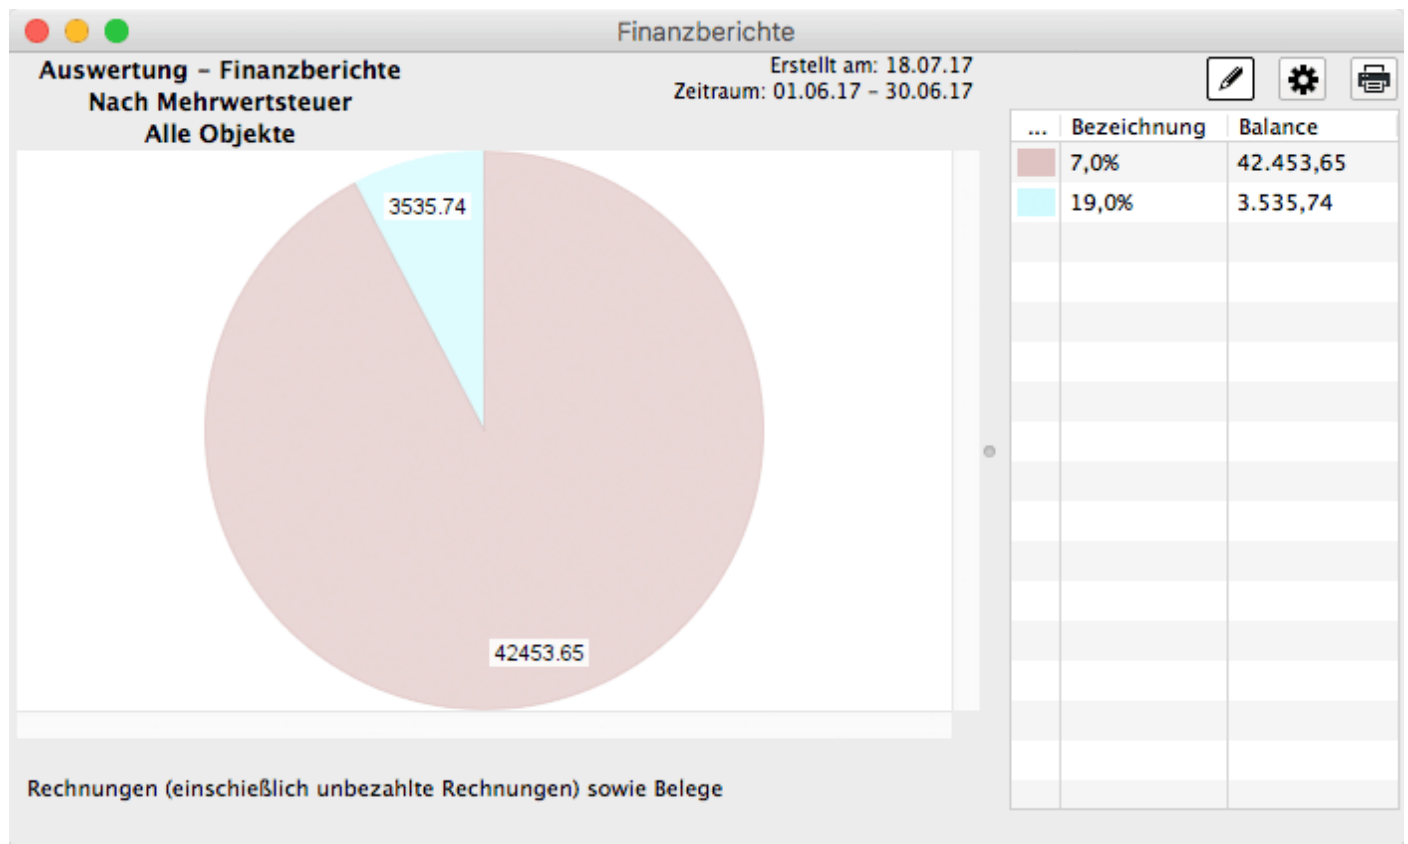 Finanzberichte
Auswertung – Finanzberichte
Nach Mehrwertsteuer
Alle Objekte
Erstellt am: 18.07.17
Zeitraum: 01.06.17 – 30.06.17
... Bezeichnung Balance
7,0% 42.453,65
19,0% 3.535,74
3535.74
42453.65
Rechnungen (einschießlich unbezahlte Rechnungen) sowie Belege